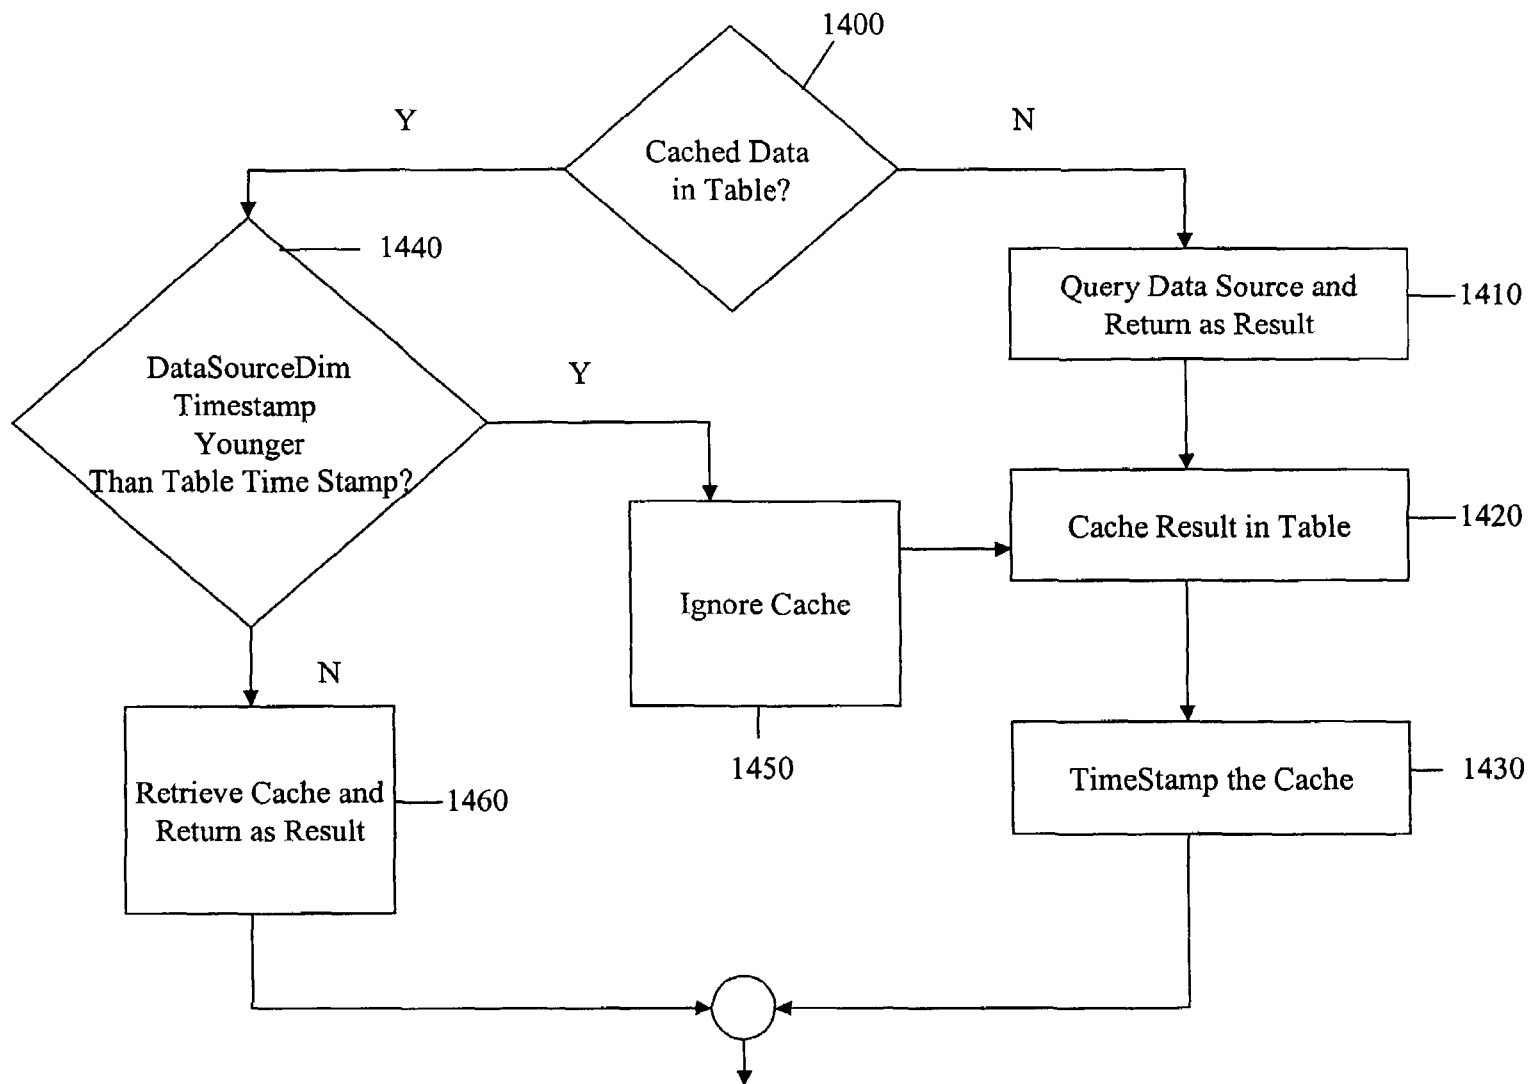 1400
Y
N
Cached Data
in Table?
1440
Query Data Source and
Return as Result
1410
DataSourceDim
Timestamp
Younger
Than Table Time Stamp?
Y
Cache Result in Table
1420
Ignore Cache
N
1450
TimeStamp the Cache
1430
Retrieve Cache and
Return as Result
1460